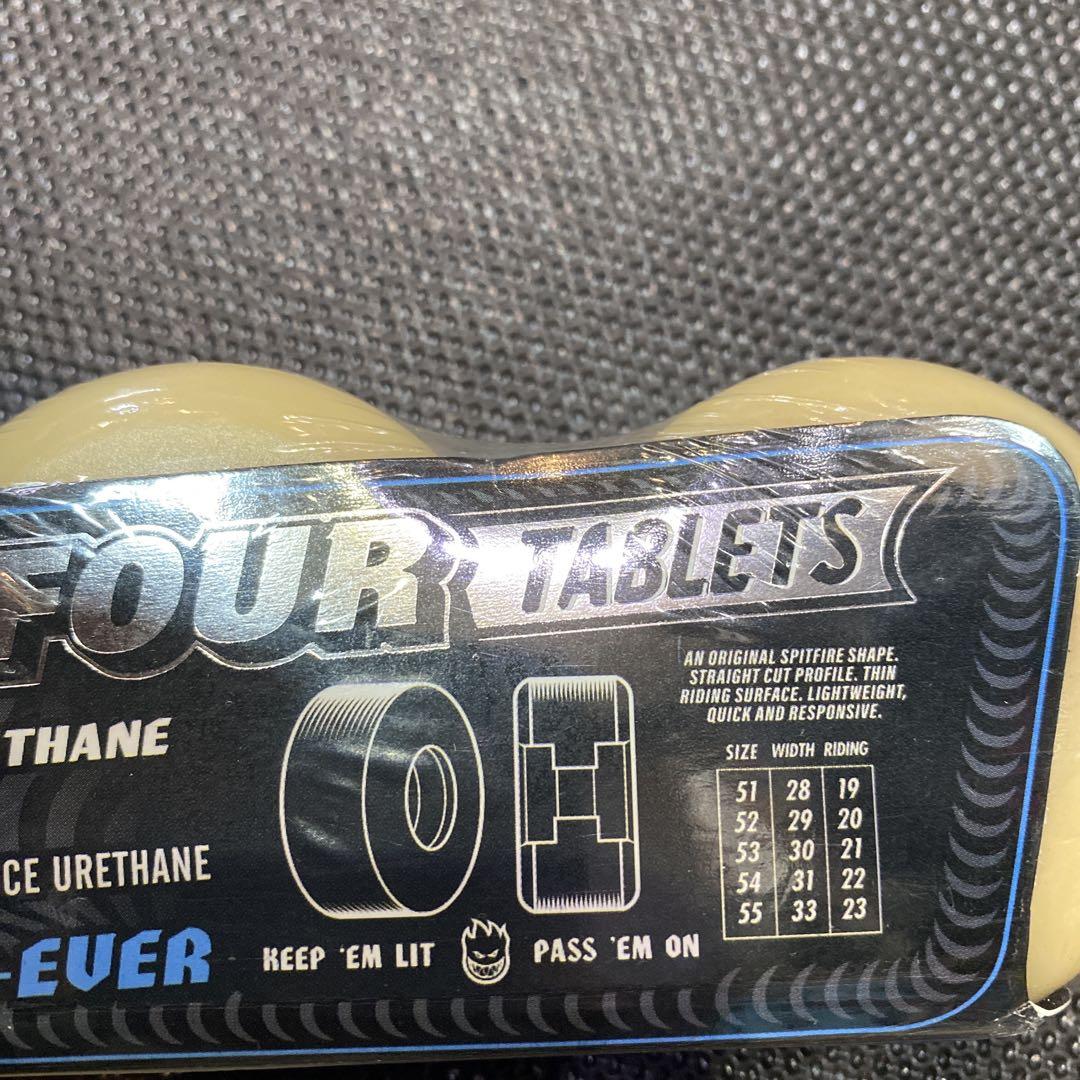 FOUR TABLETS
AN ORIGINAL SPITFIRE SHAPE.
STRAIGHT CUT PROFILE. THIN
RIDING SURFACE. LIGHTWEIGHT,
QUICK AND RESPONSIVE.
THANE
SIZE WIDTH RIDING
51 28 19
52 29 20
53 30 21
54 31 22
55 33 23
CE URETHANE
-EVER
KEEP 'EM LIT PASS 'EM ON